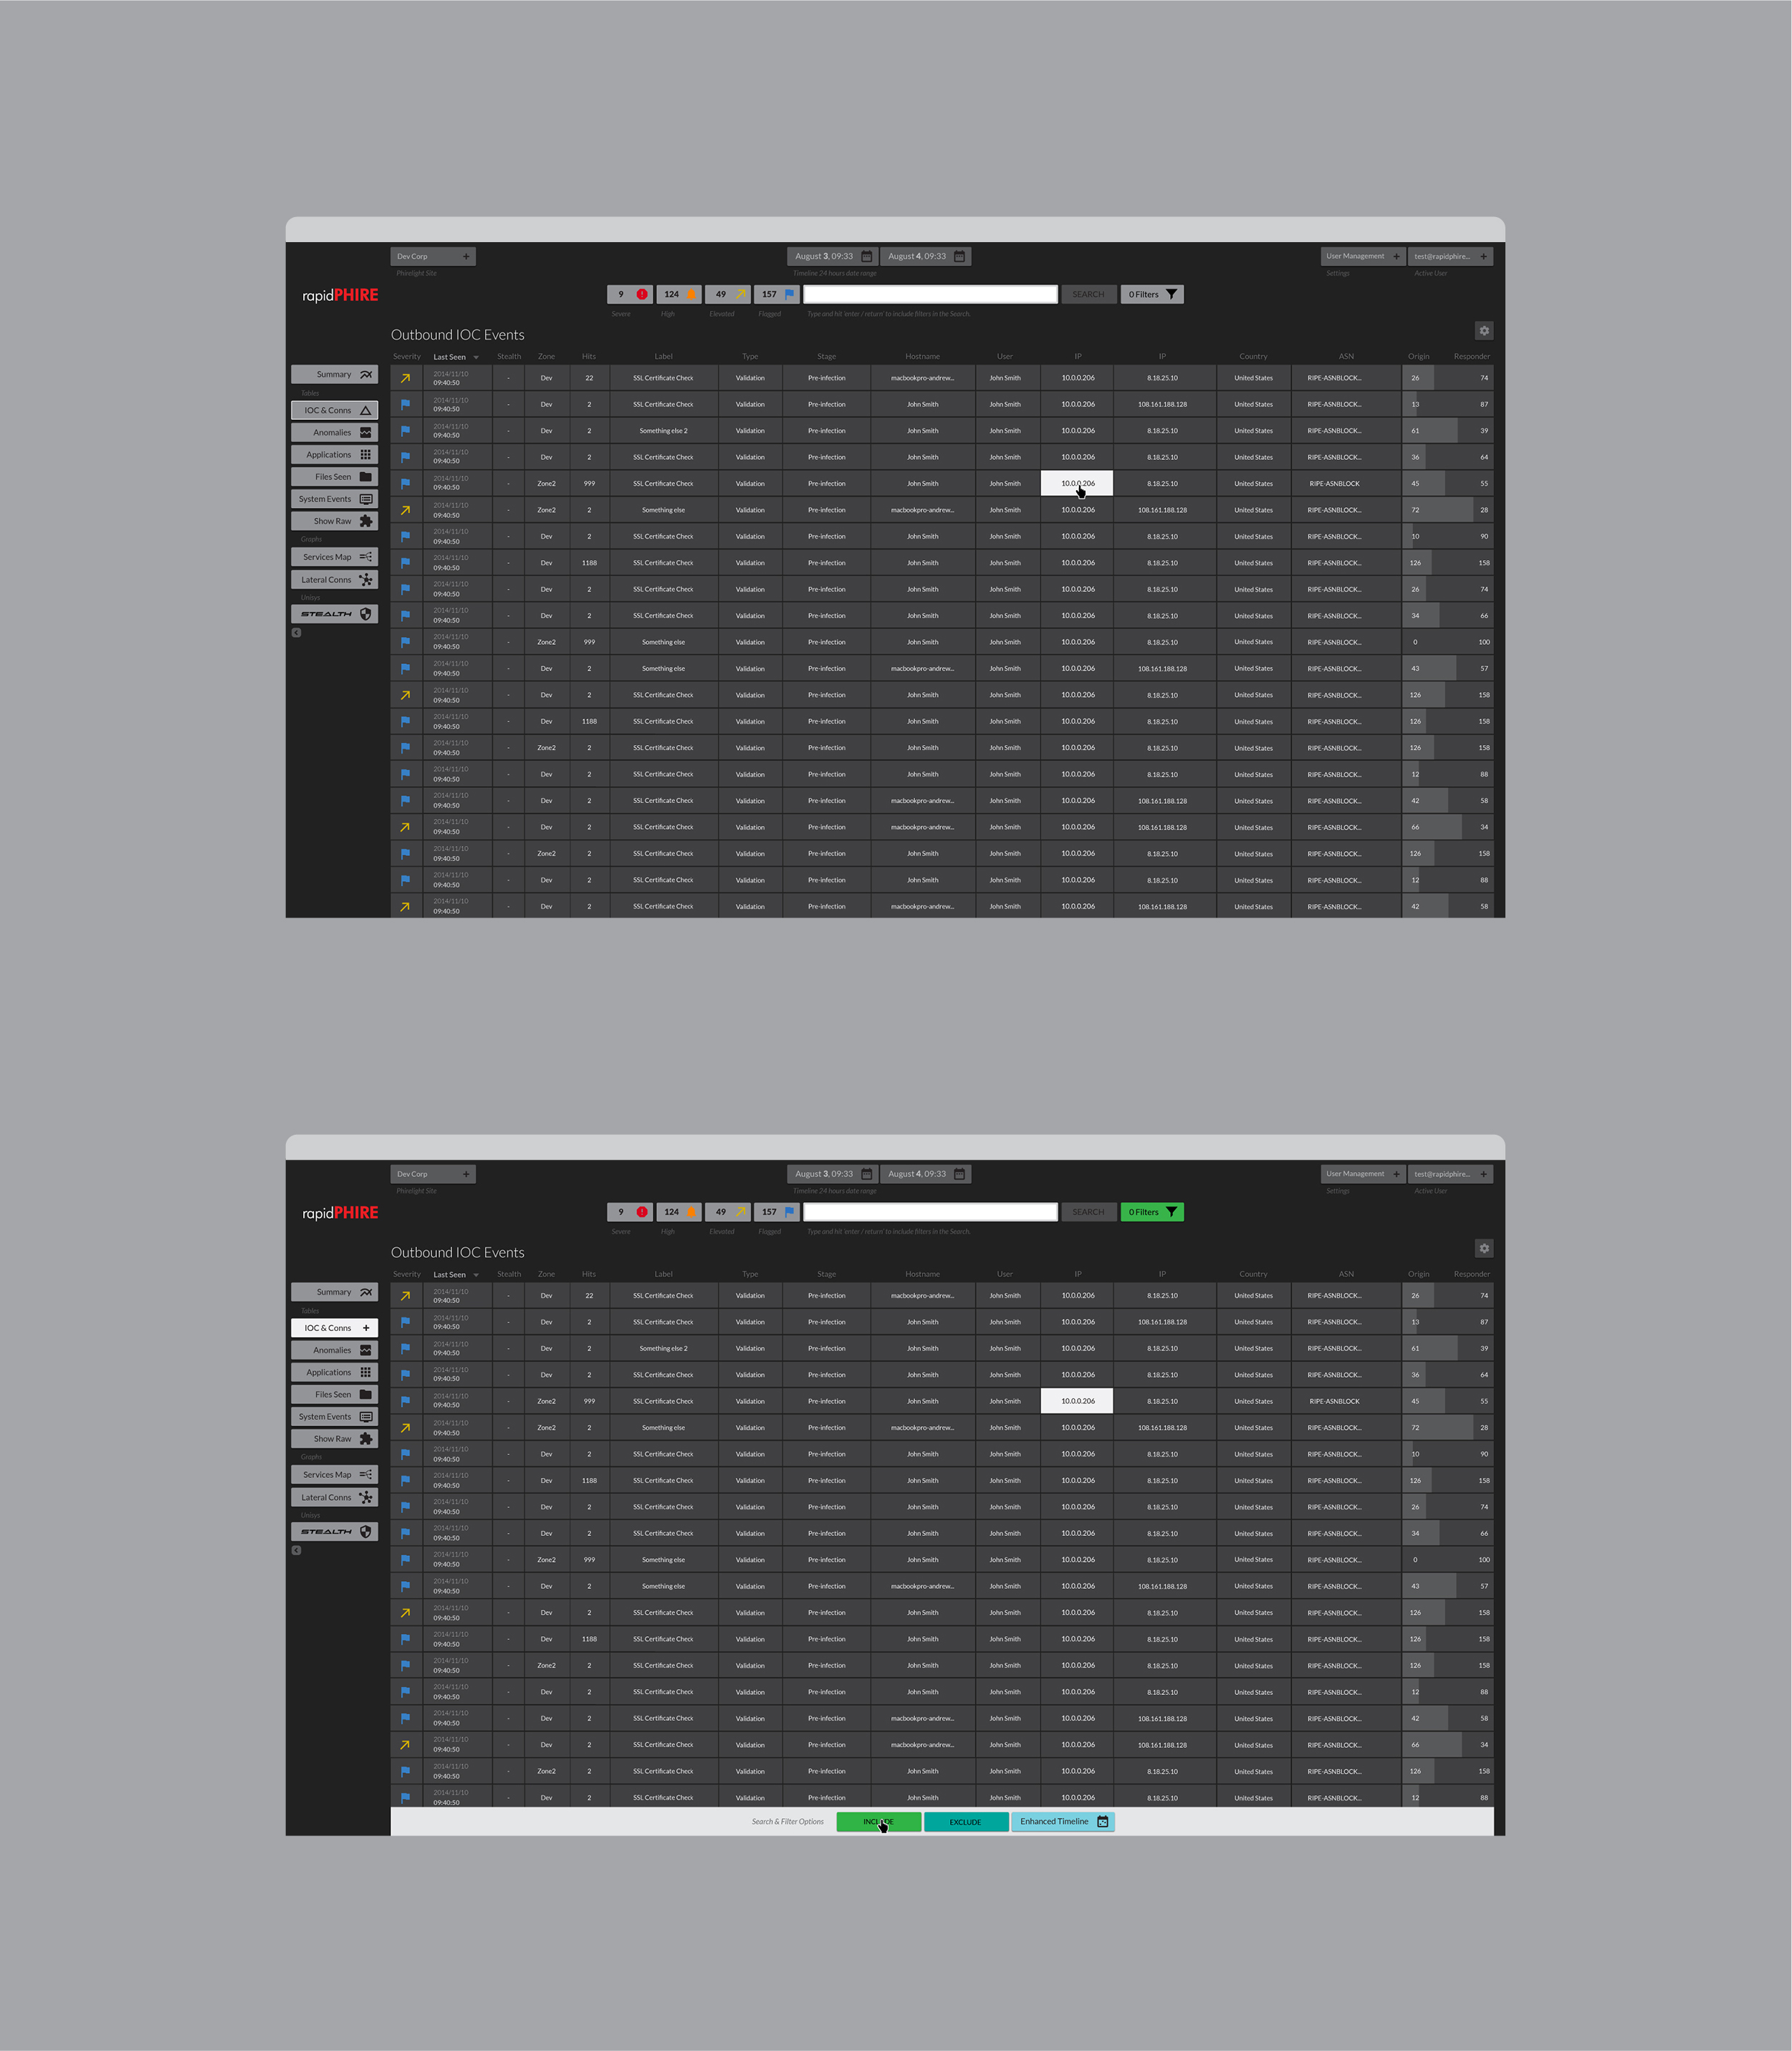 Dev Corp +
August 3, 09:33 August 4, 09:33
User Management + test@rapidphire... +
Phirelight Site
Timeline 24 hours date range
Settings Active User
rapidPHIRE
9 124 49 157 SEARCH 0 Filters
Severe High Elevated Flagged Type and hit 'enter / return' to include filters in the Search.
Outbound IOC Events
Severity Last Seen Stealth Zone Hits Label Type Stage Hostname User IP IP Country ASN Origin Responder
Summary
Tables
IOC & Conns
Anomalies
Applications
Files Seen
System Events
Show Raw
Graphs
Services Map
Lateral Conns
Unisys
STEALTH
2014/11/10 09:40:50 - Dev 22 SSL Certificate Check Validation Pre-infection macbookpro-andrew... John Smith 10.0.0.206 8.18.25.10 United States RIPE-ASNBLOCK... 26 74
2014/11/10 09:40:50 - Dev 2 SSL Certificate Check Validation Pre-infection John Smith John Smith 10.0.0.206 108.161.188.128 United States RIPE-ASNBLOCK... 13 87
2014/11/10 09:40:50 - Dev 2 Something else 2 Validation Pre-infection John Smith John Smith 10.0.0.206 8.18.25.10 United States RIPE-ASNBLOCK... 61 39
2014/11/10 09:40:50 - Dev 2 SSL Certificate Check Validation Pre-infection John Smith John Smith 10.0.0.206 8.18.25.10 United States RIPE-ASNBLOCK... 36 64
2014/11/10 09:40:50 - Zone2 999 SSL Certificate Check Validation Pre-infection John Smith John Smith 10.0.0.206 8.18.25.10 United States RIPE-ASNBLOCK 45 55
2014/11/10 09:40:50 - Zone2 2 Something else Validation Pre-infection macbookpro-andrew... John Smith 10.0.0.206 108.161.188.128 United States RIPE-ASNBLOCK... 72 28
2014/11/10 09:40:50 - Dev 2 SSL Certificate Check Validation Pre-infection John Smith John Smith 10.0.0.206 8.18.25.10 United States RIPE-ASNBLOCK... 10 90
2014/11/10 09:40:50 - Dev 1188 SSL Certificate Check Validation Pre-infection John Smith John Smith 10.0.0.206 8.18.25.10 United States RIPE-ASNBLOCK... 126 158
2014/11/10 09:40:50 - Dev 2 SSL Certificate Check Validation Pre-infection John Smith John Smith 10.0.0.206 8.18.25.10 United States RIPE-ASNBLOCK... 26 74
2014/11/10 09:40:50 - Dev 2 SSL Certificate Check Validation Pre-infection John Smith John Smith 10.0.0.206 8.18.25.10 United States RIPE-ASNBLOCK... 34 66
2014/11/10 09:40:50 - Zone2 999 Something else Validation Pre-infection John Smith John Smith 10.0.0.206 8.18.25.10 United States RIPE-ASNBLOCK... 0 100
2014/11/10 09:40:50 - Dev 2 Something else Validation Pre-infection macbookpro-andrew... John Smith 10.0.0.206 108.161.188.128 United States RIPE-ASNBLOCK... 43 57
2014/11/10 09:40:50 - Dev 2 SSL Certificate Check Validation Pre-infection John Smith John Smith 10.0.0.206 8.18.25.10 United States RIPE-ASNBLOCK... 126 158
2014/11/10 09:40:50 - Dev 1188 SSL Certificate Check Validation Pre-infection John Smith John Smith 10.0.0.206 8.18.25.10 United States RIPE-ASNBLOCK... 126 158
2014/11/10 09:40:50 - Zone2 2 SSL Certificate Check Validation Pre-infection John Smith John Smith 10.0.0.206 8.18.25.10 United States RIPE-ASNBLOCK... 126 158
2014/11/10 09:40:50 - Dev 2 SSL Certificate Check Validation Pre-infection John Smith John Smith 10.0.0.206 8.18.25.10 United States RIPE-ASNBLOCK... 12 88
2014/11/10 09:40:50 - Dev 2 SSL Certificate Check Validation Pre-infection macbookpro-andrew... John Smith 10.0.0.206 108.161.188.128 United States RIPE-ASNBLOCK... 42 58
2014/11/10 09:40:50 - Dev 2 SSL Certificate Check Validation Pre-infection macbookpro-andrew... John Smith 10.0.0.206 108.161.188.128 United States RIPE-ASNBLOCK... 66 34
2014/11/10 09:40:50 - Zone2 2 SSL Certificate Check Validation Pre-infection John Smith John Smith 10.0.0.206 8.18.25.10 United States RIPE-ASNBLOCK... 126 158
2014/11/10 09:40:50 - Dev 2 SSL Certificate Check Validation Pre-infection John Smith John Smith 10.0.0.206 8.18.25.10 United States RIPE-ASNBLOCK... 12 88
2014/11/10 09:40:50 - Dev 2 SSL Certificate Check Validation Pre-infection macbookpro-andrew... John Smith 10.0.0.206 108.161.188.128 United States RIPE-ASNBLOCK... 42 58
Dev Corp +
August 3, 09:33 August 4, 09:33
User Management + test@rapidphire... +
Phirelight Site
Timeline 24 hours date range
Settings Active User
rapidPHIRE
9 124 49 157 SEARCH 0 Filters
Severe High Elevated Flagged Type and hit 'enter / return' to include filters in the Search.
Outbound IOC Events
Severity Last Seen Stealth Zone Hits Label Type Stage Hostname User IP IP Country ASN Origin Responder
Summary
Tables
IOC & Conns +
Anomalies
Applications
Files Seen
System Events
Show Raw
Graphs
Services Map
Lateral Conns
Unisys
STEALTH
2014/11/10 09:40:50 - Dev 22 SSL Certificate Check Validation Pre-infection macbookpro-andrew... John Smith 10.0.0.206 8.18.25.10 United States RIPE-ASNBLOCK... 26 74
2014/11/10 09:40:50 - Dev 2 SSL Certificate Check Validation Pre-infection John Smith John Smith 10.0.0.206 108.161.188.128 United States RIPE-ASNBLOCK... 13 87
2014/11/10 09:40:50 - Dev 2 Something else 2 Validation Pre-infection John Smith John Smith 10.0.0.206 8.18.25.10 United States RIPE-ASNBLOCK... 61 39
2014/11/10 09:40:50 - Dev 2 SSL Certificate Check Validation Pre-infection John Smith John Smith 10.0.0.206 8.18.25.10 United States RIPE-ASNBLOCK... 36 64
2014/11/10 09:40:50 - Zone2 999 SSL Certificate Check Validation Pre-infection John Smith John Smith 10.0.0.206 8.18.25.10 United States RIPE-ASNBLOCK 45 55
2014/11/10 09:40:50 - Zone2 2 Something else Validation Pre-infection macbookpro-andrew... John Smith 10.0.0.206 108.161.188.128 United States RIPE-ASNBLOCK... 72 28
2014/11/10 09:40:50 - Dev 2 SSL Certificate Check Validation Pre-infection John Smith John Smith 10.0.0.206 8.18.25.10 United States RIPE-ASNBLOCK... 10 90
2014/11/10 09:40:50 - Dev 1188 SSL Certificate Check Validation Pre-infection John Smith John Smith 10.0.0.206 8.18.25.10 United States RIPE-ASNBLOCK... 126 158
2014/11/10 09:40:50 - Dev 2 SSL Certificate Check Validation Pre-infection John Smith John Smith 10.0.0.206 8.18.25.10 United States RIPE-ASNBLOCK... 26 74
2014/11/10 09:40:50 - Dev 2 SSL Certificate Check Validation Pre-infection John Smith John Smith 10.0.0.206 8.18.25.10 United States RIPE-ASNBLOCK... 34 66
2014/11/10 09:40:50 - Zone2 999 Something else Validation Pre-infection John Smith John Smith 10.0.0.206 8.18.25.10 United States RIPE-ASNBLOCK... 0 100
2014/11/10 09:40:50 - Dev 2 Something else Validation Pre-infection macbookpro-andrew... John Smith 10.0.0.206 108.161.188.128 United States RIPE-ASNBLOCK... 43 57
2014/11/10 09:40:50 - Dev 2 SSL Certificate Check Validation Pre-infection John Smith John Smith 10.0.0.206 8.18.25.10 United States RIPE-ASNBLOCK... 126 158
2014/11/10 09:40:50 - Dev 1188 SSL Certificate Check Validation Pre-infection John Smith John Smith 10.0.0.206 8.18.25.10 United States RIPE-ASNBLOCK... 126 158
2014/11/10 09:40:50 - Zone2 2 SSL Certificate Check Validation Pre-infection John Smith John Smith 10.0.0.206 8.18.25.10 United States RIPE-ASNBLOCK... 126 158
2014/11/10 09:40:50 - Dev 2 SSL Certificate Check Validation Pre-infection John Smith John Smith 10.0.0.206 8.18.25.10 United States RIPE-ASNBLOCK... 12 88
2014/11/10 09:40:50 - Dev 2 SSL Certificate Check Validation Pre-infection macbookpro-andrew... John Smith 10.0.0.206 108.161.188.128 United States RIPE-ASNBLOCK... 42 58
2014/11/10 09:40:50 - Dev 2 SSL Certificate Check Validation Pre-infection macbookpro-andrew... John Smith 10.0.0.206 108.161.188.128 United States RIPE-ASNBLOCK... 66 34
2014/11/10 09:40:50 - Zone2 2 SSL Certificate Check Validation Pre-infection John Smith John Smith 10.0.0.206 8.18.25.10 United States RIPE-ASNBLOCK... 126 158
2014/11/10 09:40:50 - Dev 2 SSL Certificate Check Validation Pre-infection John Smith John Smith 10.0.0.206 8.18.25.10 United States RIPE-ASNBLOCK... 12 88
Search & Filter Options INCLUDE EXCLUDE Enhanced Timeline